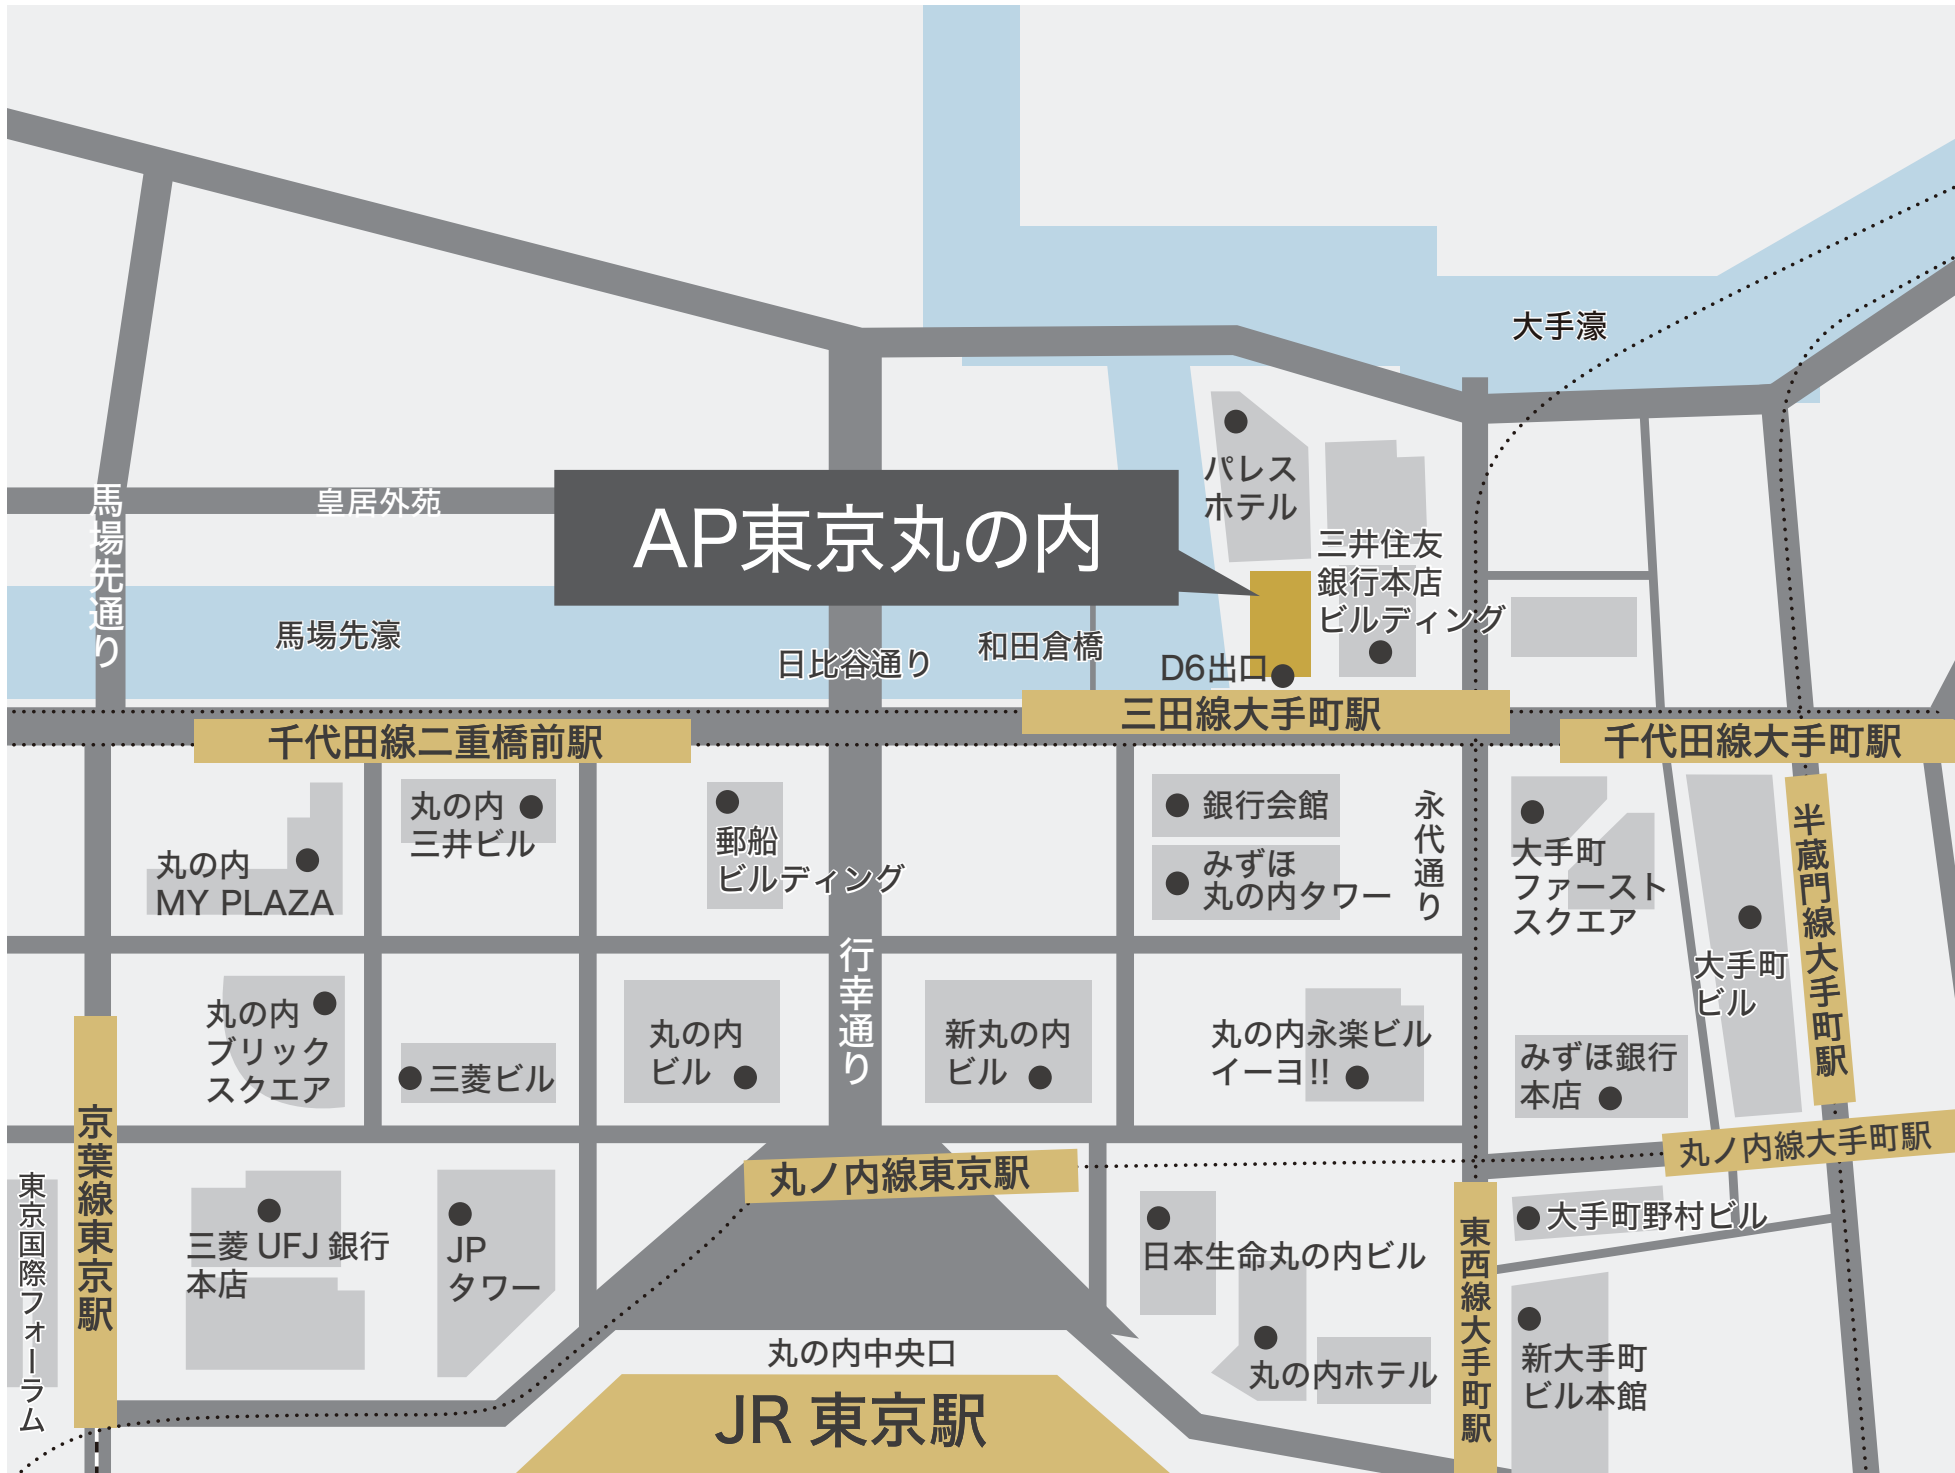 大手濠
パレス
ホテル
馬場先通り
皇居外苑
AP東京丸の内
三井住友
銀行本店
ビルディング
馬場先濠
日比谷通り
和田倉橋
D6出口
三田線大手町駅
千代田線二重橋前駅
千代田線大手町駅
丸の内
MY PLAZA
丸の内
三井ビル
郵船
ビルディング
銀行会館
みずほ
丸の内タワー
永代通り
大手町
ファースト
スクエア
半蔵門線大手町駅
大手町
ビル
行幸通り
丸の内
ブリック
スクエア
三菱ビル
丸の内
ビル
新丸の内
ビル
丸の内永楽ビル
イーヨ!!
みずほ銀行
本店
京葉線東京駅
丸ノ内線東京駅
丸ノ内線大手町駅
東京国際フォーラム
三菱 UFJ 銀行
本店
JP
タワー
日本生命丸の内ビル
東西線大手町駅
大手町野村ビル
丸の内中央口
丸の内ホテル
新大手町
ビル本館
JR 東京駅